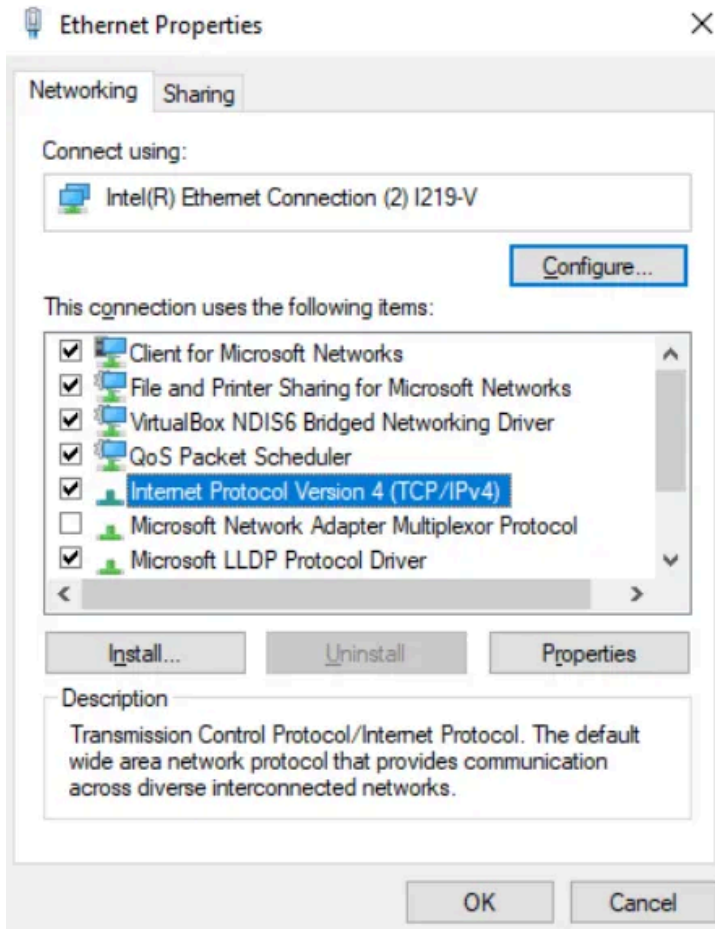 Ethernet Properties
Networking
Sharing
Connect using:
Intel(R) Ethernet Connection (2) I219-V
Configure...
This connection uses the following items:
Client for Microsoft Networks
File and Printer Sharing for Microsoft Networks
VirtualBox NDIS6 Bridged Networking Driver
QoS Packet Scheduler
Internet Protocol Version 4 (TCP/IPv4)
Microsoft Network Adapter Multiplexor Protocol
Microsoft LLDP Protocol Driver
Install...
Uninstall
Properties
Description
Transmission Control Protocol/Internet Protocol. The default
wide area network protocol that provides communication
across diverse interconnected networks.
OK
Cancel